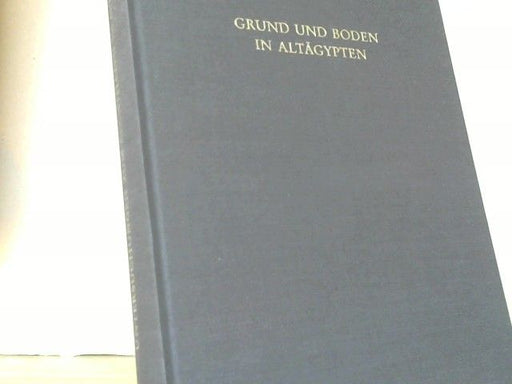 GRUND UND BODEN
IN ALTÄGYPTEN